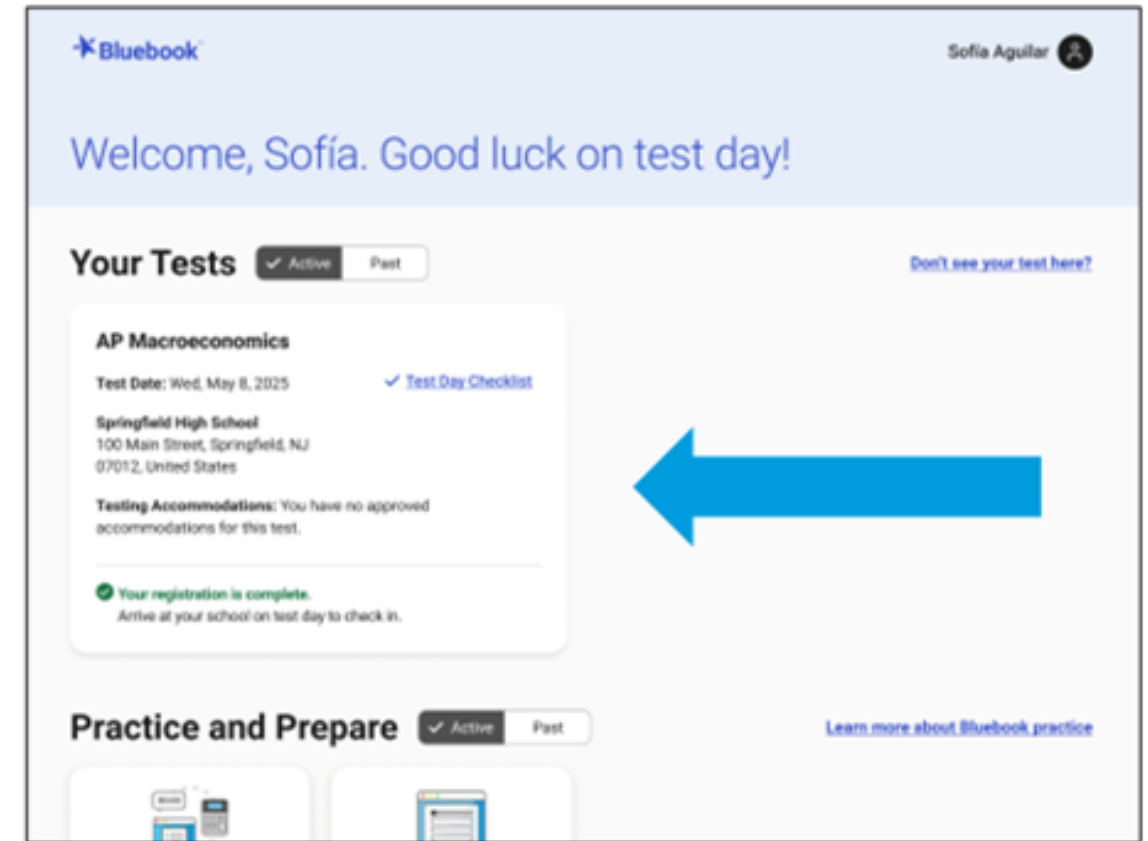 Bluebook
Sofía Aguilar
Welcome, Sofía. Good luck on test day!
Your Tests
Active
Past
Don't see your test here?
AP Macroeconomics
Test Date: Wed, May 8, 2025
Test Day Checklist
Springfield High School
100 Main Street, Springfield, NJ
07012, United States
Testing Accommodations: You have no approved
accommodations for this test.
Your registration is complete.
Arrive at your school on test day to check in.
Practice and Prepare
Active
Past
Learn more about Bluebook practice